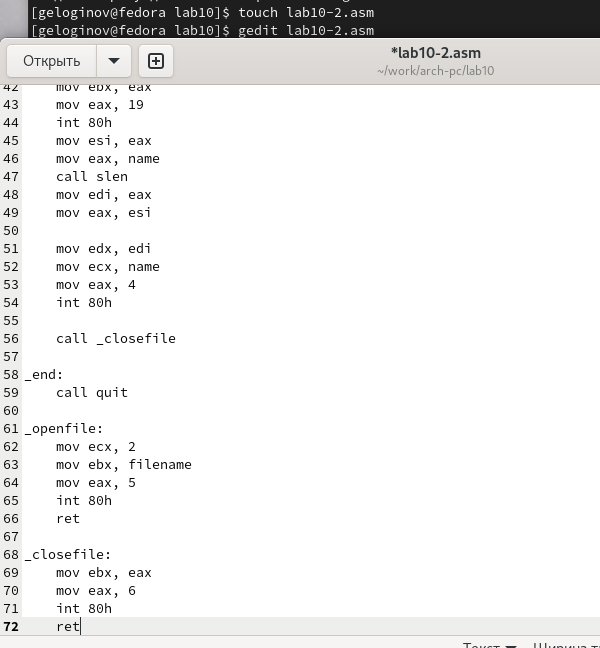 [geloginov@fedora lab10]$ touch lab10-2.asm
[geloginov@fedora lab10]$ gedit lab10-2.asm
Открыть
*lab10-2.asm
~/work/arch-pc/lab10
42 mov ebx, eax
43 mov eax, 19
44 int 80h
45 mov esi, eax
46 mov eax, name
47 call slen
48 mov edi, eax
49 mov eax, esi
50
51 mov edx, edi
52 mov ecx, name
53 mov eax, 4
54 int 80h
55
56 call _closefile
57
58 _end:
59 call quit
60
61 _openfile:
62 mov ecx, 2
63 mov ebx, filename
64 mov eax, 5
65 int 80h
66 ret
67
68 _closefile:
69 mov ebx, eax
70 mov eax, 6
71 int 80h
72 ret
Текст Ширина